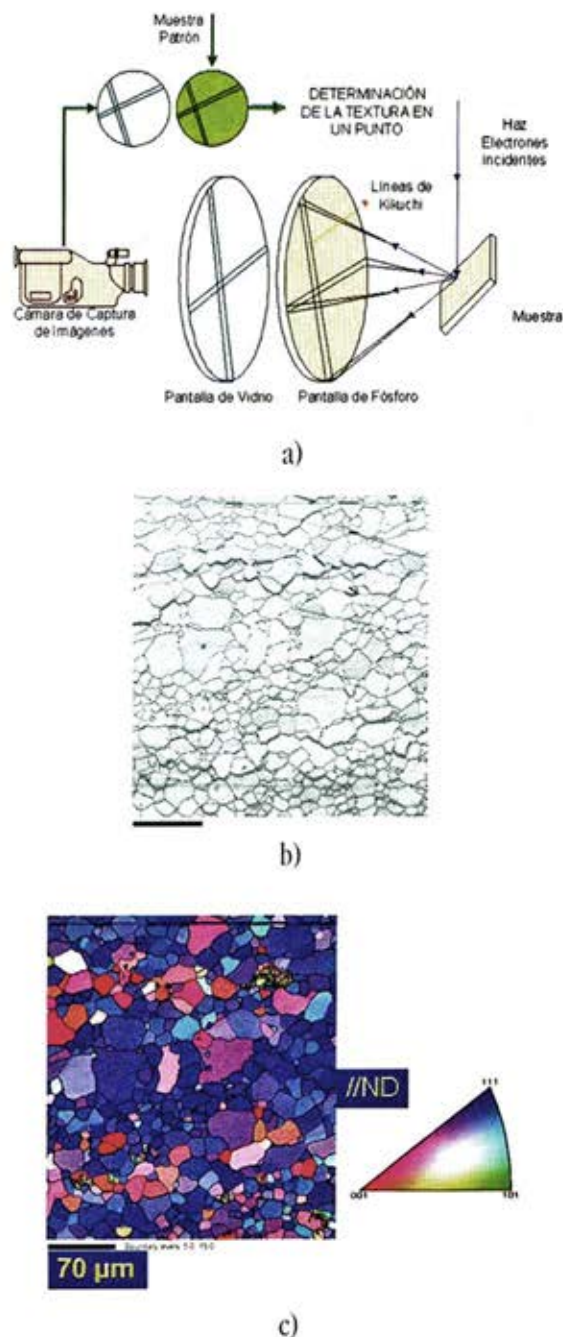 Muestra
Patrón
DETERMINACIÓN
DE LA TEXTURA EN
UN PUNTO
Haz
Electrones
incidentes
Líneas de
Kikuchi
Cámara de Captura
de Imágenes
Muestra
Pantalla de Vidrio
Pantalla de Fósforo
a)
b)
//ND
111
001
101
70 µm
c)